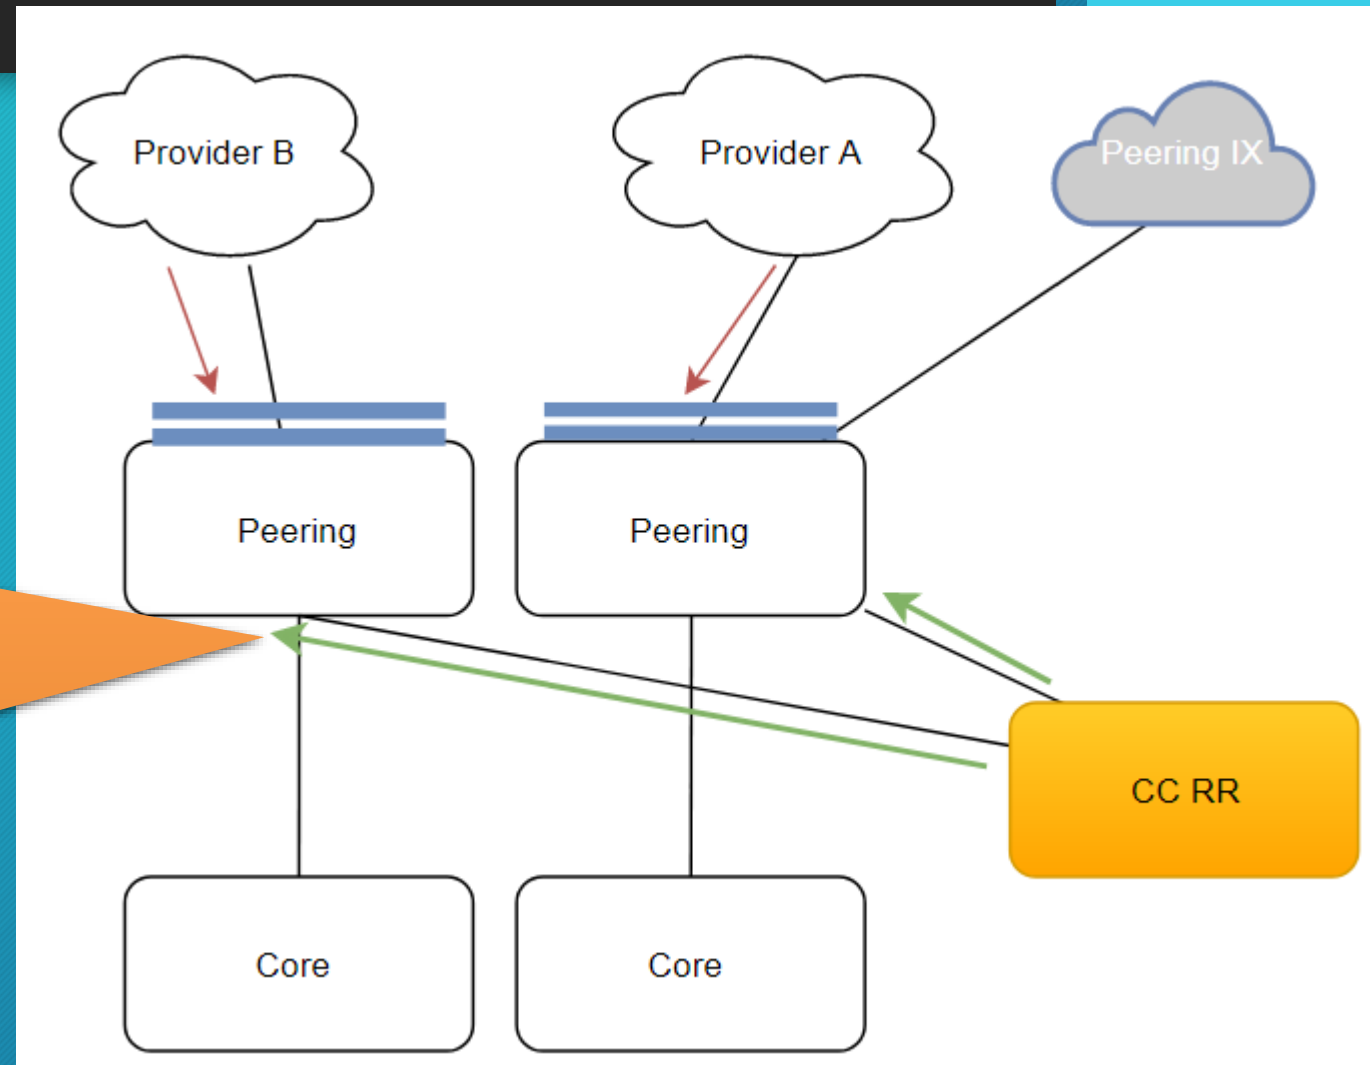 Provider B
Provider A
Peering IX
Peering
Peering
CC RR
Core
Core